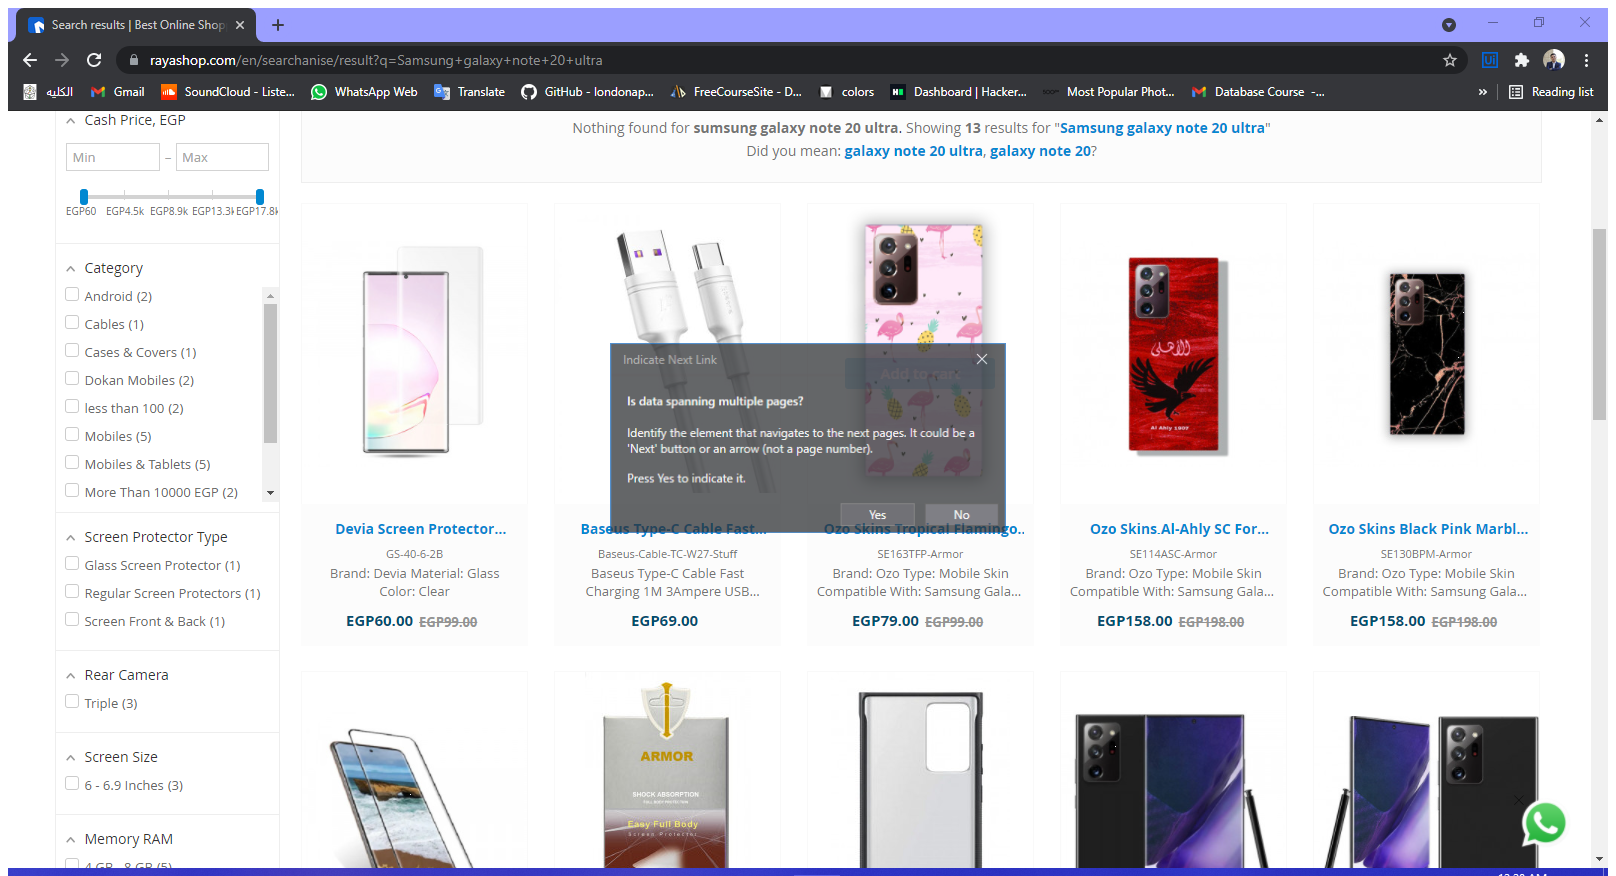 Search results | Best Online Shop
rayashop.com/en/searchanise/result?q=Samsung+galaxy+note+20+ultra
الكليه
Gmail
SoundCloud - Liste...
WhatsApp Web
Translate
GitHub - londonap...
FreeCourseSite - D...
colors
Dashboard | Hacker...
Most Popular Phot...
Database Course -...
»
Reading list
Cash Price, EGP
Min – Max
EGP60 EGP4.5k EGP8.9k EGP13.3k EGP17.8k
Category
Android (2)
Cables (1)
Cases & Covers (1)
Dokan Mobiles (2)
less than 100 (2)
Mobiles (5)
Mobiles & Tablets (5)
More Than 10000 EGP (2)
Screen Protector Type
Glass Screen Protector (1)
Regular Screen Protectors (1)
Screen Front & Back (1)
Rear Camera
Triple (3)
Screen Size
6 - 6.9 Inches (3)
Memory RAM
4 GB - 8 GB (5)
Nothing found for sumsung galaxy note 20 ultra. Showing 13 results for "Samsung galaxy note 20 ultra"
Did you mean: galaxy note 20 ultra, galaxy note 20?
Add to cart
الأهلى
Al Ahly 1907
Indicate Next Link
Is data spanning multiple pages?
Identify the element that navigates to the next pages. It could be a
'Next' button or an arrow (not a page number).
Press Yes to indicate it.
Yes
No
Devia Screen Protector...
GS-40-6-2B
Brand: Devia Material: Glass
Color: Clear
EGP60.00 EGP99.00
Baseus Type-C Cable Fast...
Baseus-Cable-TC-W27-Stuff
Baseus Type-C Cable Fast
Charging 1M 3Ampere USB...
EGP69.00
Ozo Skins Tropical Flamingo..
SE163TFP-Armor
Brand: Ozo Type: Mobile Skin
Compatible With: Samsung Gala...
EGP79.00 EGP99.00
Ozo Skins Al-Ahly SC For...
SE114ASC-Armor
Brand: Ozo Type: Mobile Skin
Compatible With: Samsung Gala...
EGP158.00 EGP198.00
Ozo Skins Black Pink Marbl...
SE130BPM-Armor
Brand: Ozo Type: Mobile Skin
Compatible With: Samsung Gala...
EGP158.00 EGP198.00
ARMOR
SHOCK ABSORPTION
FULL BODY PROTECTION
Easy Full Body
Screen Protector